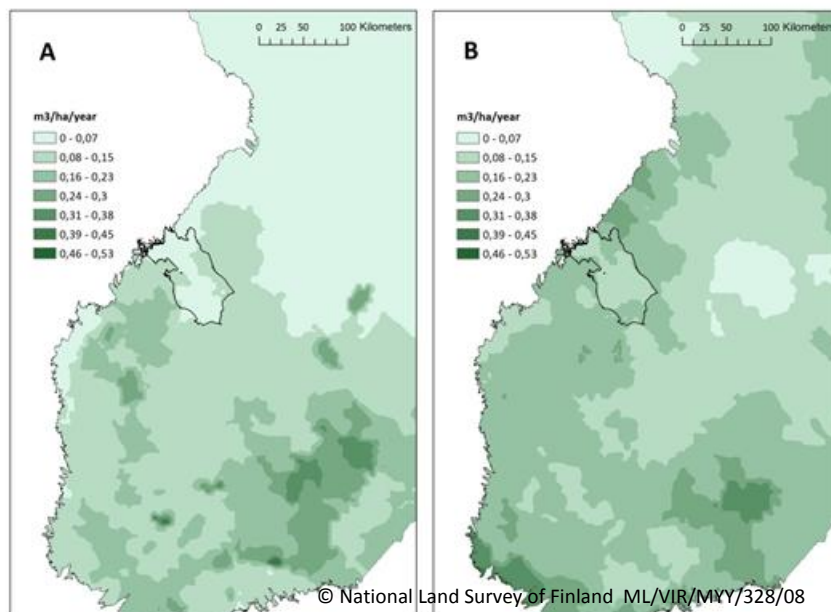 A
0 25 50 100 Kilometers
m3/ha/year
0 - 0,07
0,08 - 0,15
0,16 - 0,23
0,24 - 0,3
0,31 - 0,38
0,39 - 0,45
0,46 - 0,53
B
0 25 50 100 Kilometers
m3/ha/year
0 - 0,07
0,08 - 0,15
0,16 - 0,23
0,24 - 0,3
0,31 - 0,38
0,39 - 0,45
0,46 - 0,53
© National Land Survey of Finland ML/VIR/MYY/328/08